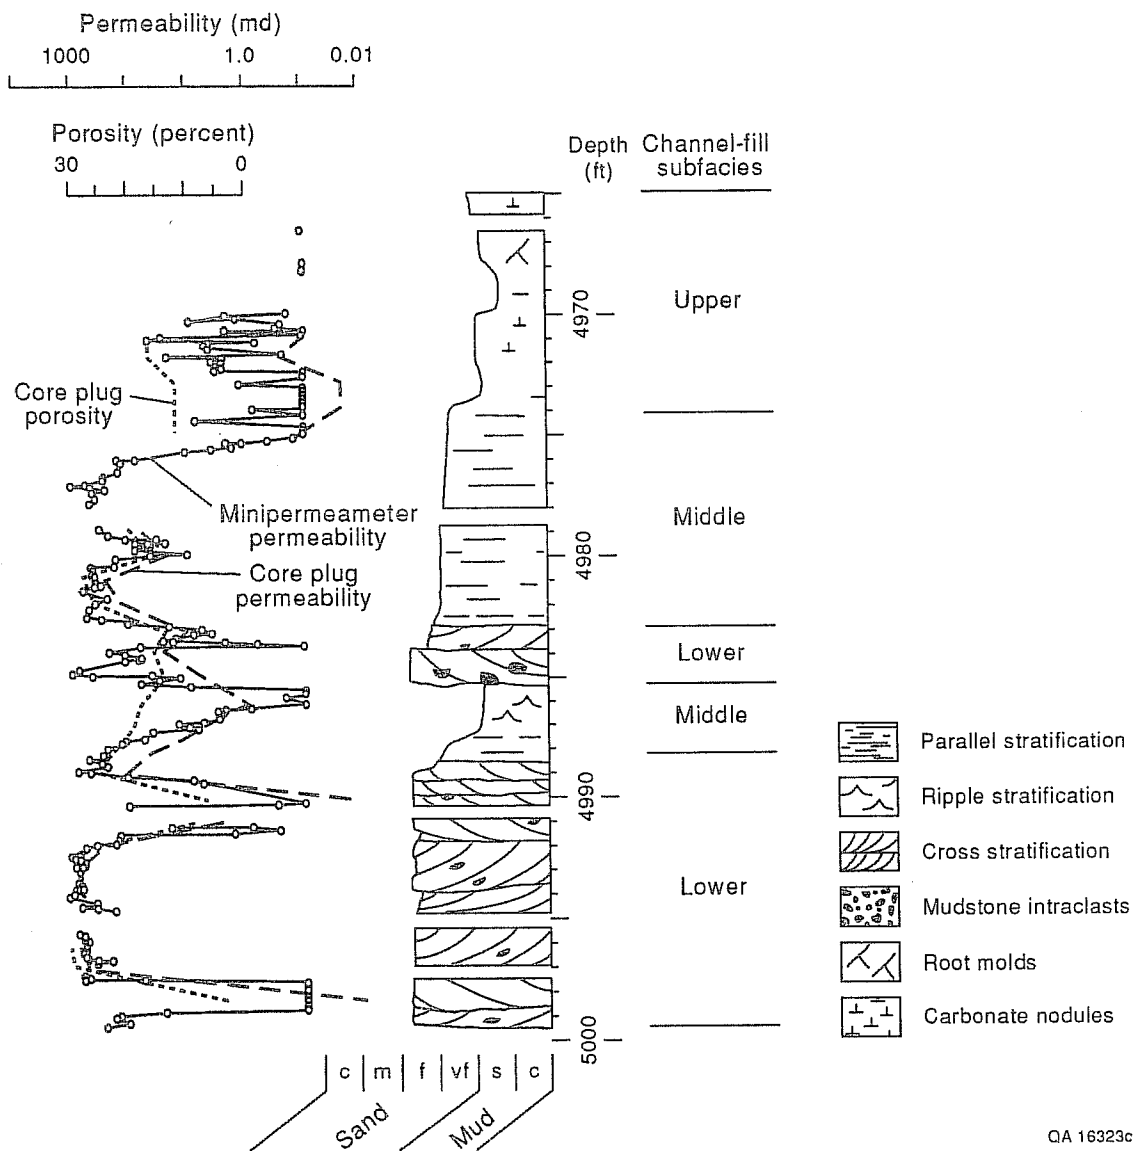 Permeability (md)
1000 1.0 0.01
Porosity (percent)
30 0
Depth
(ft)
Channel-fill
subfacies
Upper
4970
Core plug
porosity
Minipermeameter
permeability
Middle
4980
Core plug
permeability
Lower
Middle
Parallel stratification
Ripple stratification
4990
Cross stratification
Lower
Mudstone intraclasts
Root molds
Carbonate nodules
5000
c m f vf s c
Sand
Mud
QA 16323c